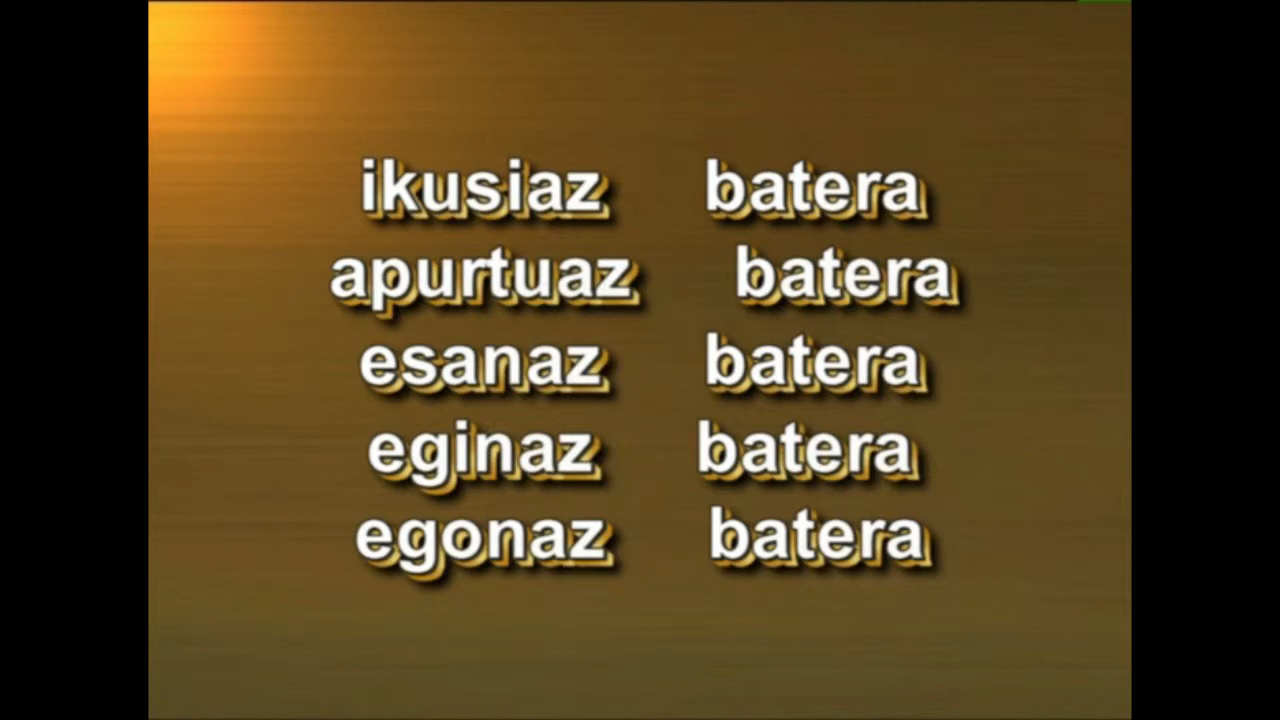 ikusiaz batera
apurtuaz batera
esanaz batera
eginaz batera
egonaz batera